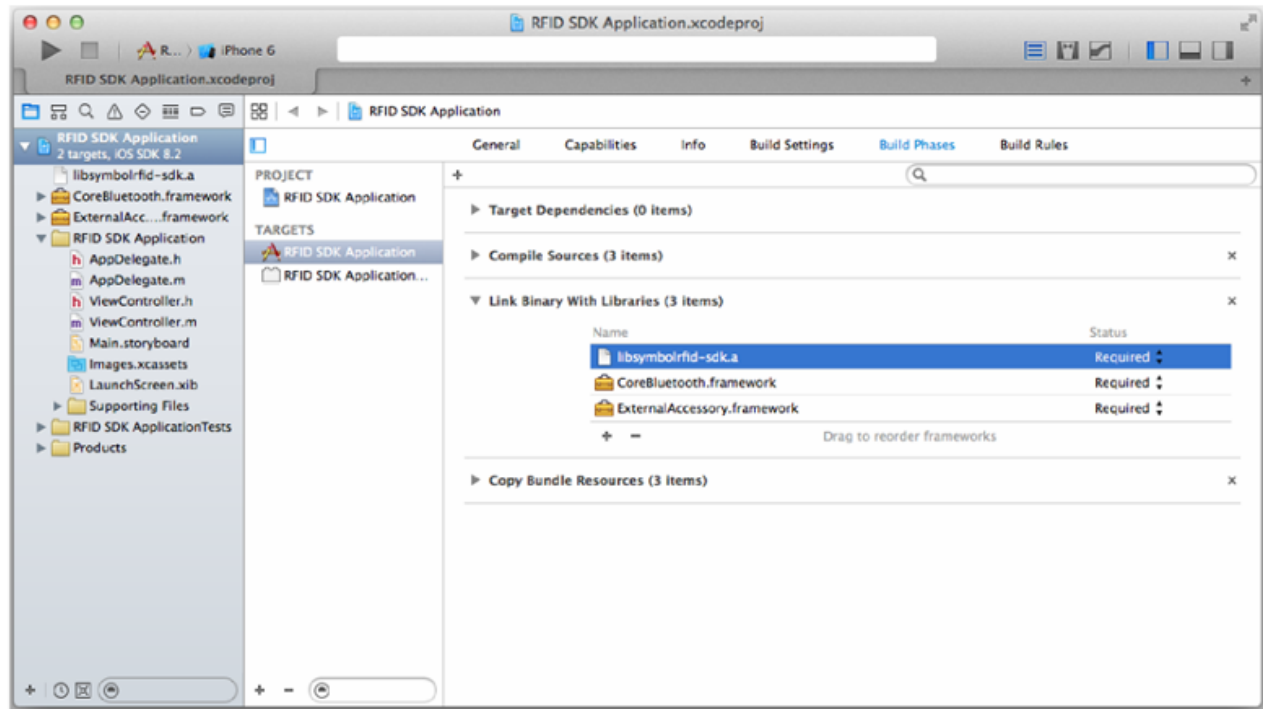 RFID SDK Application.xcodeproj
R... iPhone 6
RFID SDK Application.xcodeproj
RFID SDK Application
RFID SDK Application
2 targets, iOS SDK 8.2
libsymbolrfid-sdk.a
CoreBluetooth.framework
ExternalAcc....framework
RFID SDK Application
h AppDelegate.h
m AppDelegate.m
h ViewController.h
m ViewController.m
Main.storyboard
Images.xcassets
LaunchScreen.xib
Supporting Files
RFID SDK ApplicationTests
Products
PROJECT
RFID SDK Application
TARGETS
RFID SDK Application
RFID SDK Application...
General Capabilities Info Build Settings Build Phases Build Rules
Target Dependencies (0 items)
Compile Sources (3 items)
Link Binary With Libraries (3 items)
Name Status
libsymbolrfid-sdk.a Required
CoreBluetooth.framework Required
ExternalAccessory.framework Required
Drag to reorder frameworks
Copy Bundle Resources (3 items)